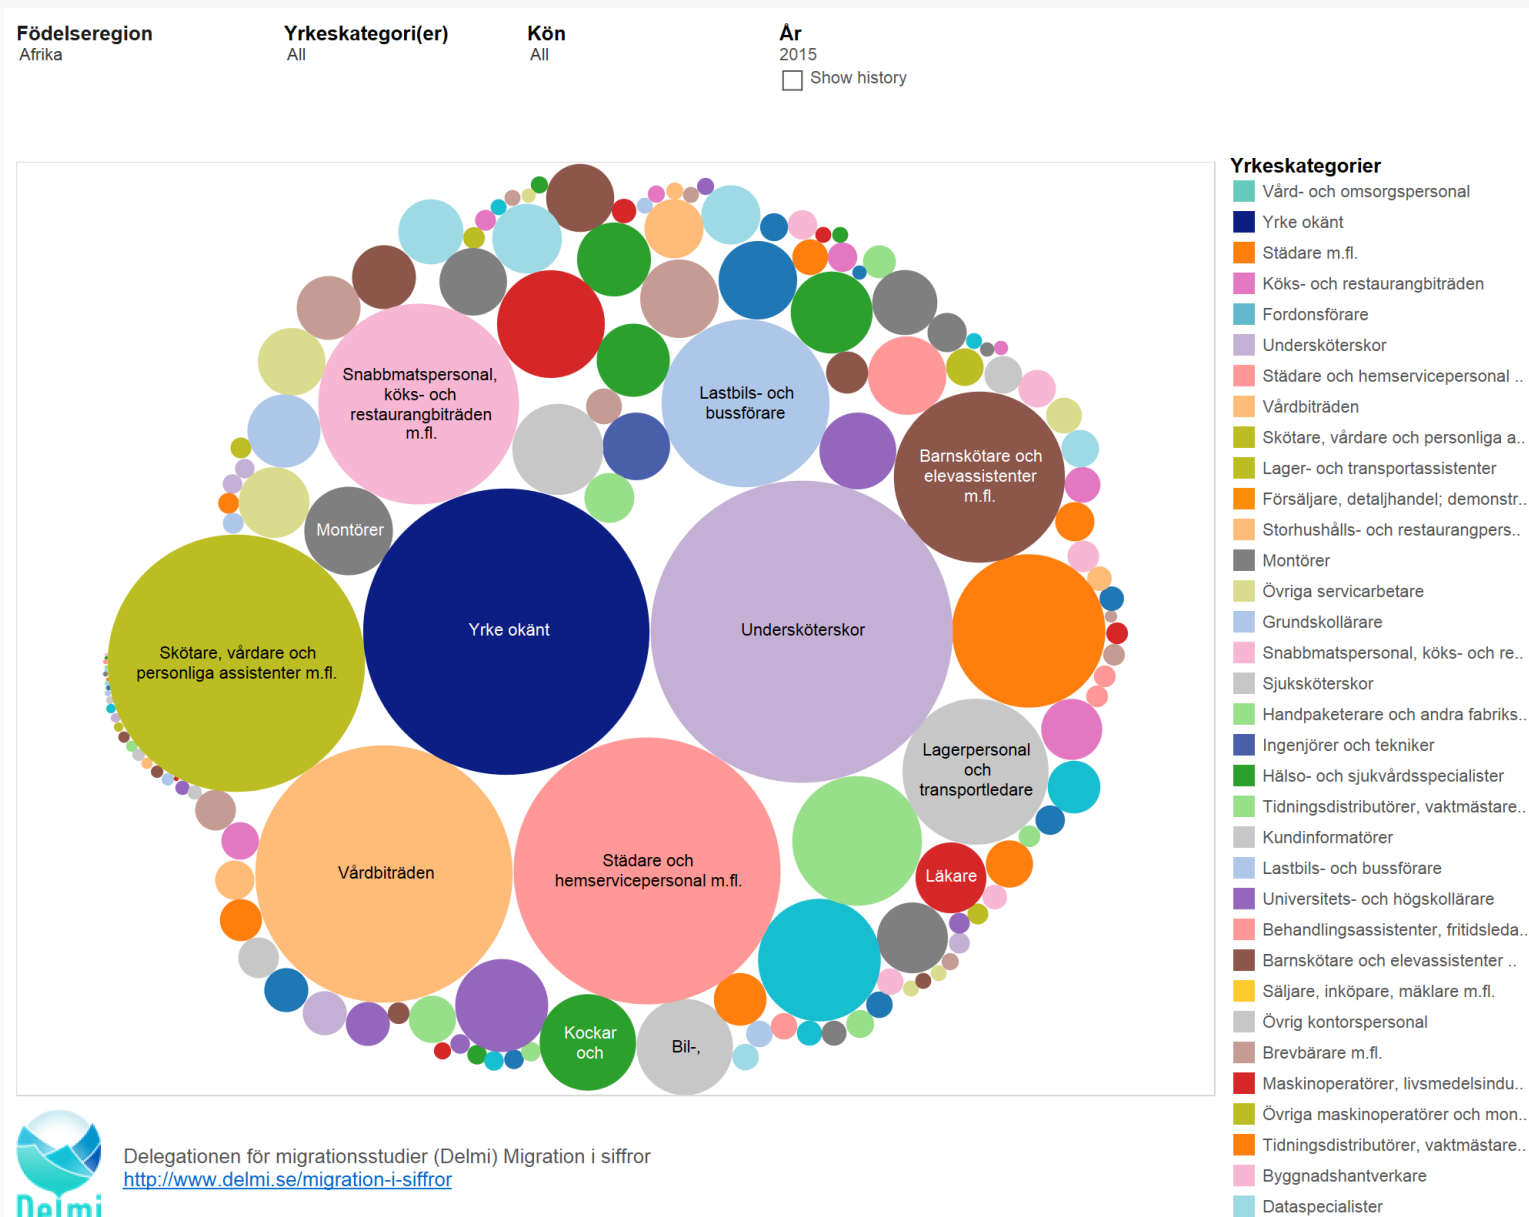 Födelseregion
Afrika
Yrkeskategori(er)
All
Kön
All
År
2015
Show history
Snabbmatspersonal,
köks- och
restaurangbiträden
m.fl.
Lastbils- och
bussförare
Barnskötare och
elevassistenter
m.fl.
Montörer
Skötare, vårdare och
personliga assistenter m.fl.
Yrke okänt
Undersköterskor
Lagerpersonal
och
transportledare
Vårdbiträden
Städare och
hemservicepersonal m.fl.
Läkare
Kockar
och
Bil-,
Yrkeskategorier
Vård- och omsorgspersonal
Yrke okänt
Städare m.fl.
Köks- och restaurangbiträden
Fordonsförare
Undersköterskor
Städare och hemservicepersonal ..
Vårdbiträden
Skötare, vårdare och personliga a..
Lager- och transportassistenter
Försäljare, detaljhandel; demonstr..
Storhushålls- och restaurangpers..
Montörer
Övriga servicarbetare
Grundskollärare
Snabbmatspersonal, köks- och re..
Sjuksköterskor
Handpaketerare och andra fabriks..
Ingenjörer och tekniker
Hälso- och sjukvårdsspecialister
Tidningsdistributörer, vaktmästare..
Kundinformatörer
Lastbils- och bussförare
Universitets- och högskollärare
Behandlingsassistenter, fritidsleda..
Barnskötare och elevassistenter ..
Säljare, inköpare, mäklare m.fl.
Övrig kontorspersonal
Brevbärare m.fl.
Maskinoperatörer, livsmedelsindu..
Övriga maskinoperatörer och mon..
Tidningsdistributörer, vaktmästare..
Byggnadshantverkare
Dataspecialister
Delmi
Delegationen för migrationsstudier (Delmi) Migration i siffror
http://www.delmi.se/migration-i-siffror